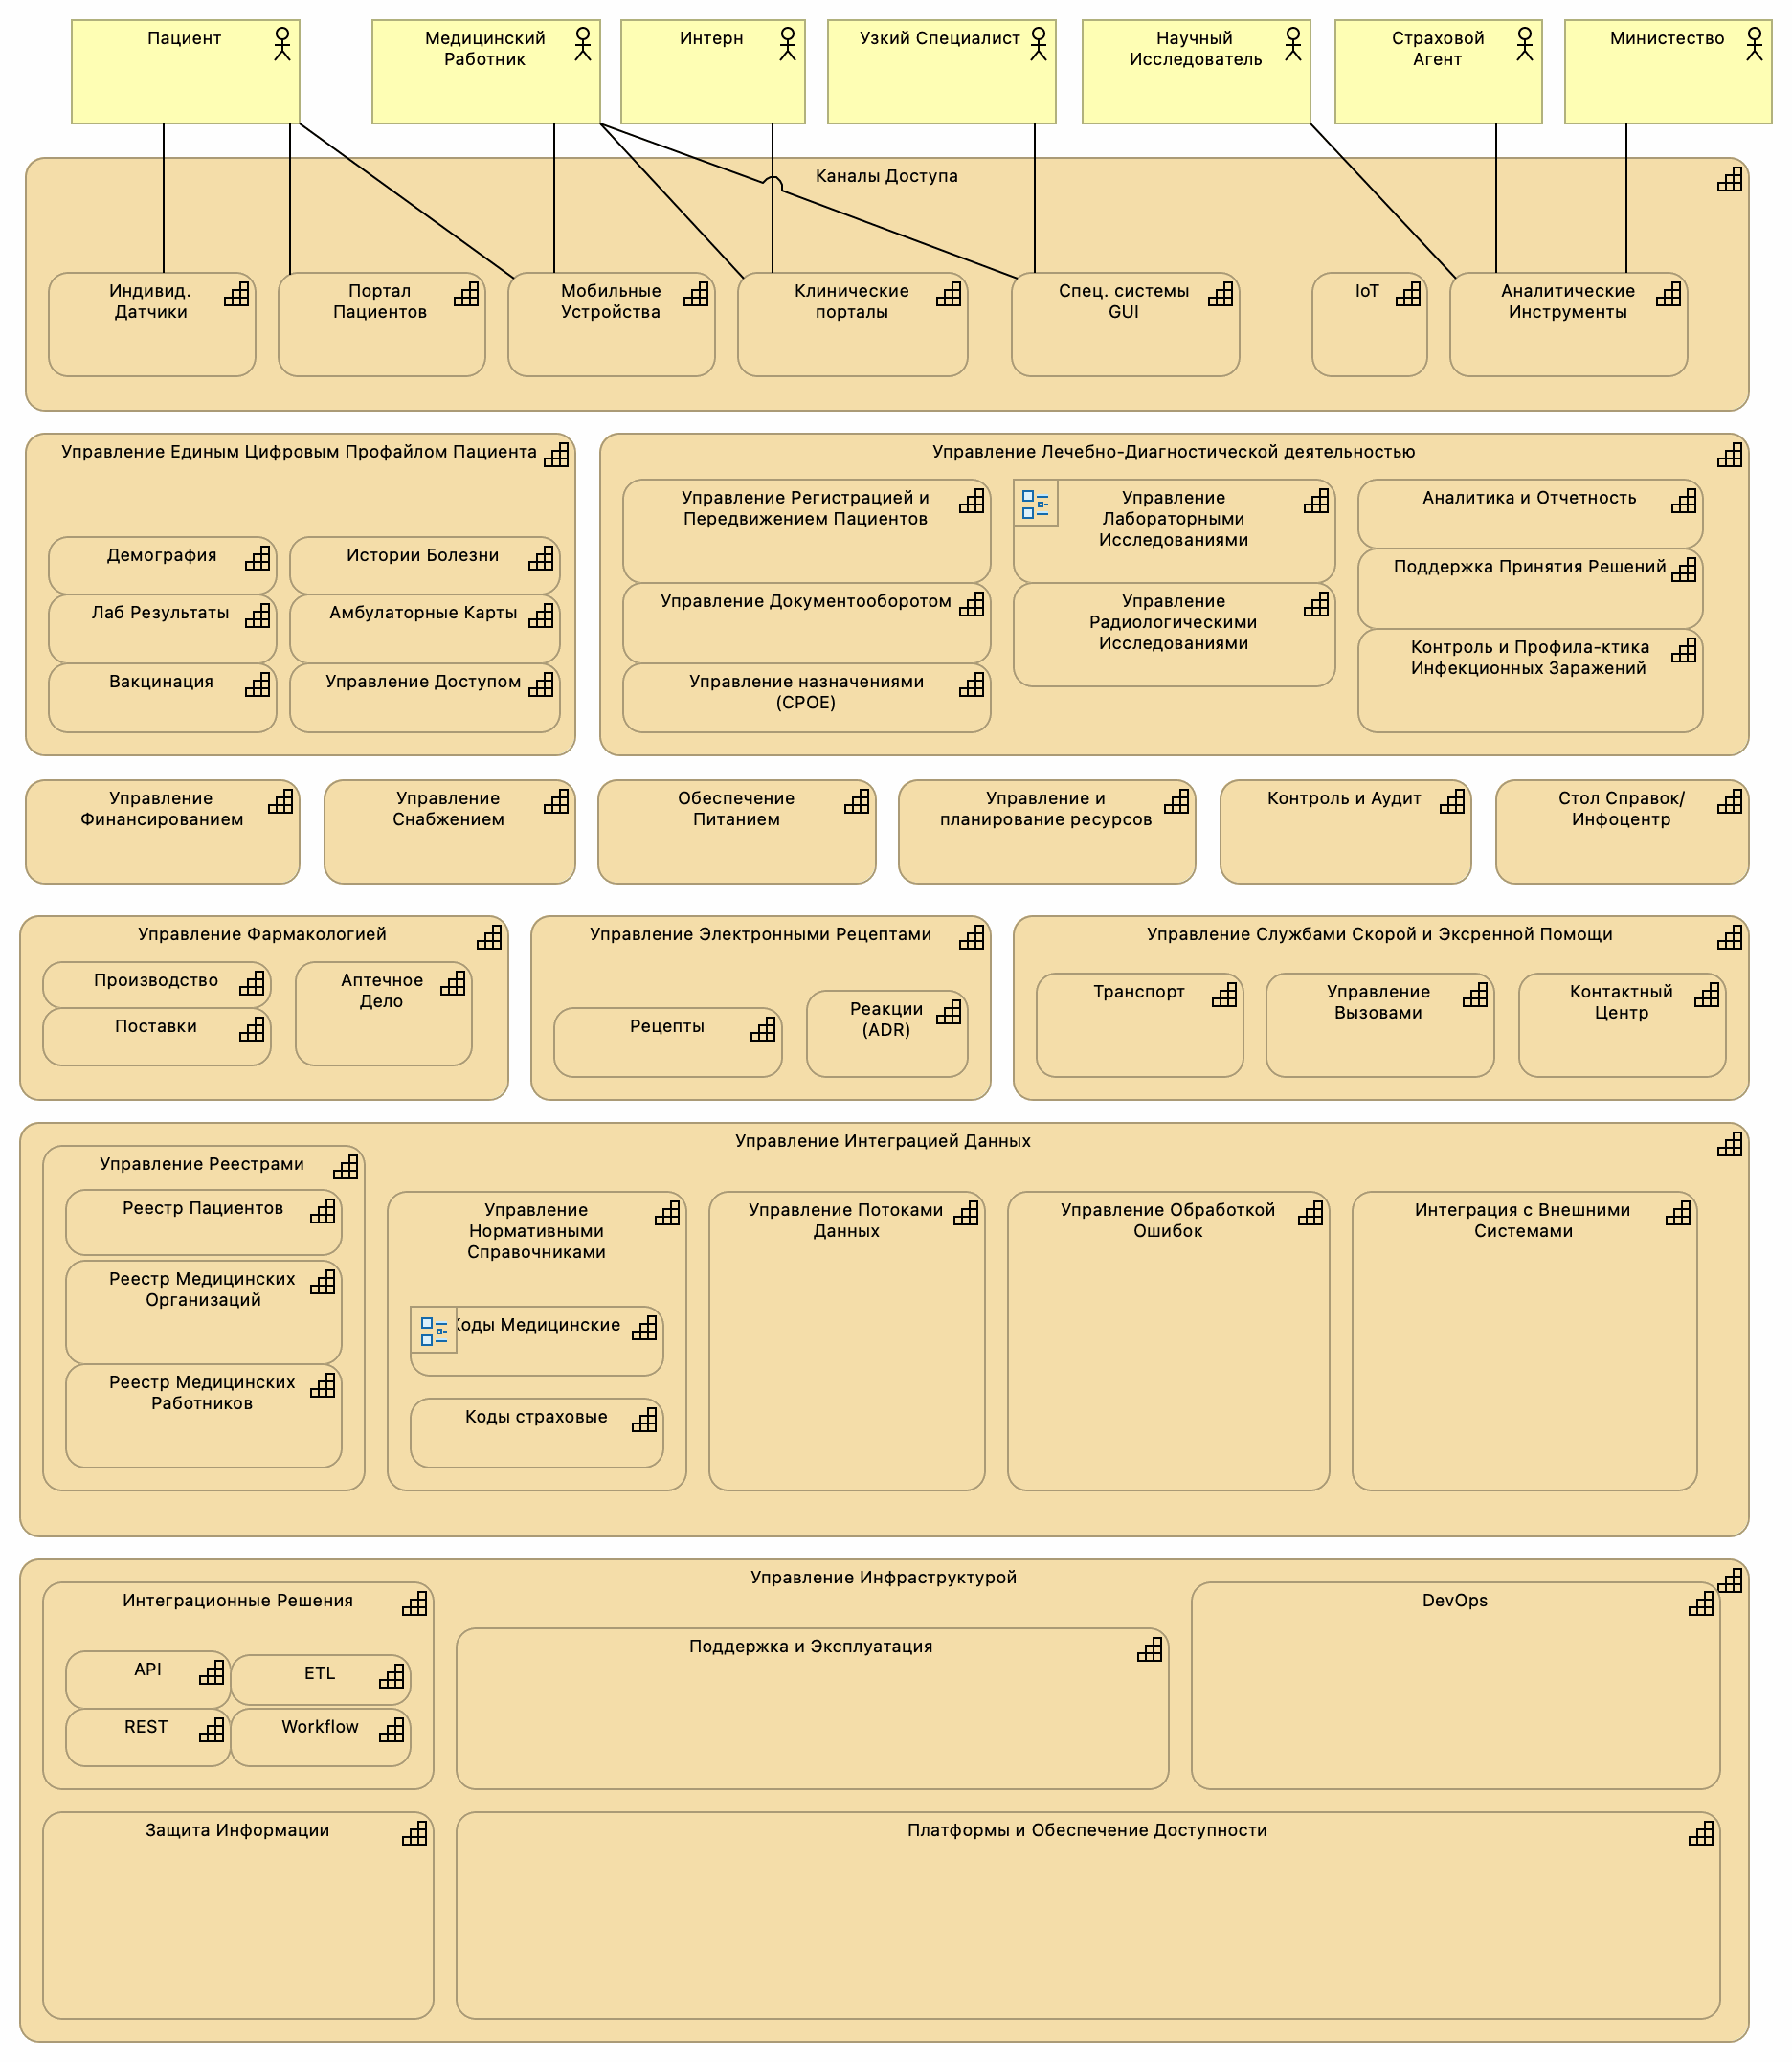 Пациент
Медицинский
Работник
Интерн
Узкий Специалист
Научный
Исследователь
Страховой
Агент
Министество
Каналы Доступа
Индивид.
Датчики
Портал
Пациентов
Мобильные
Устройства
Клинические
порталы
Спец. системы
GUI
IoT
Аналитические
Инструменты
Управление Единым Цифровым Профайлом Пациента
Демография
Истории Болезни
Лаб Результаты
Амбулаторные Карты
Вакцинация
Управление Доступом
Управление Лечебно-Диагностической деятельностью
Управление Регистрацией и
Передвижением Пациентов
Управление Документооборотом
Управление назначениями
(CPOE)
Управление
Лабораторными
Исследованиями
Управление
Радиологическими
Исследованиями
Аналитика и Отчетность
Поддержка Принятия Решений
Контроль и Профила-ктика
Инфекционных Заражений
Управление
Финансированием
Управление
Снабжением
Обеспечение
Питанием
Управление и
планирование ресурсов
Контроль и Аудит
Стол Справок/
Инфоцентр
Управление Фармакологией
Производство
Поставки
Аптечное
Дело
Управление Электронными Рецептами
Рецепты
Реакции
(ADR)
Управление Службами Скорой и Эксренной Помощи
Транспорт
Управление
Вызовами
Контактный
Центр
Управление Интеграцией Данных
Управление Реестрами
Реестр Пациентов
Реестр Медицинских
Организаций
Реестр Медицинских
Работников
Управление
Нормативными
Справочниками
Коды Медицинские
Коды страховые
Управление Потоками
Данных
Управление Обработкой
Ошибок
Интеграция с Внешними
Системами
Управление Инфраструктурой
Интеграционные Решения
API
ETL
REST
Workflow
Поддержка и Эксплуатация
DevOps
Защита Информации
Платформы и Обеспечение Доступности